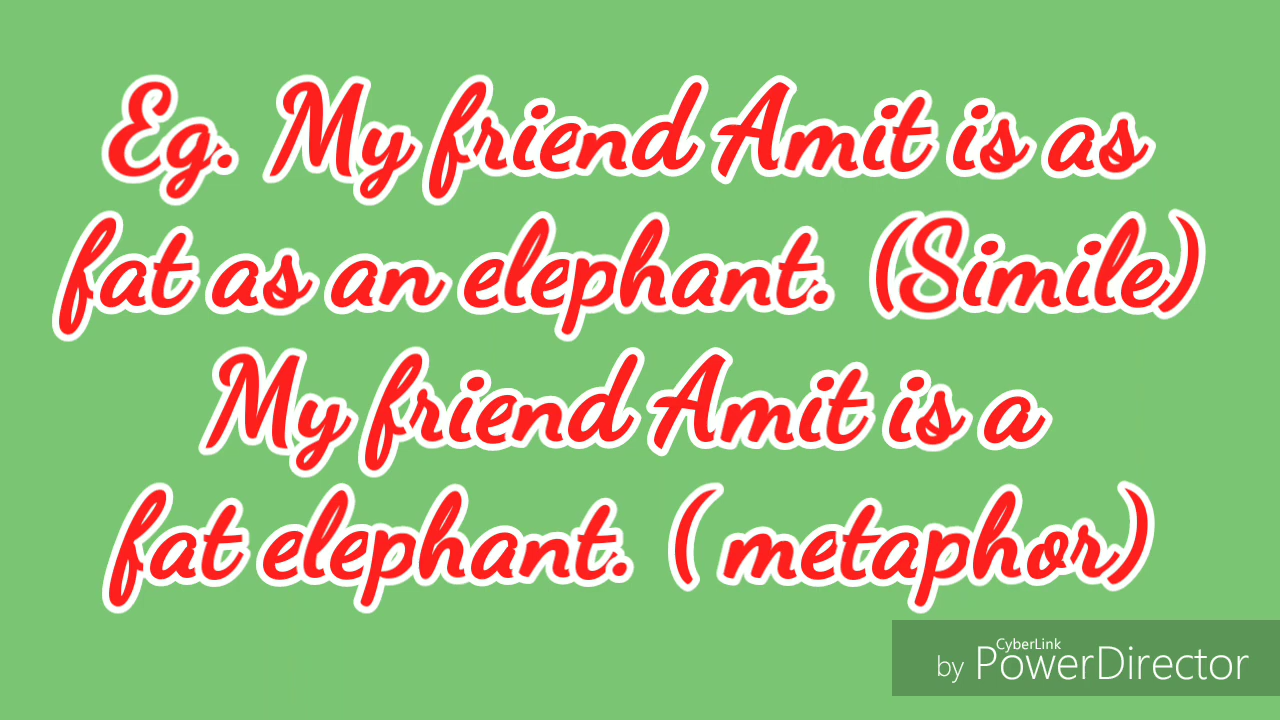 Eg. My friend Amit is as
fat as an elephant. (Simile)
My friend Amit is a
fat elephant. ( metaphor)
CyberLink
by PowerDirector